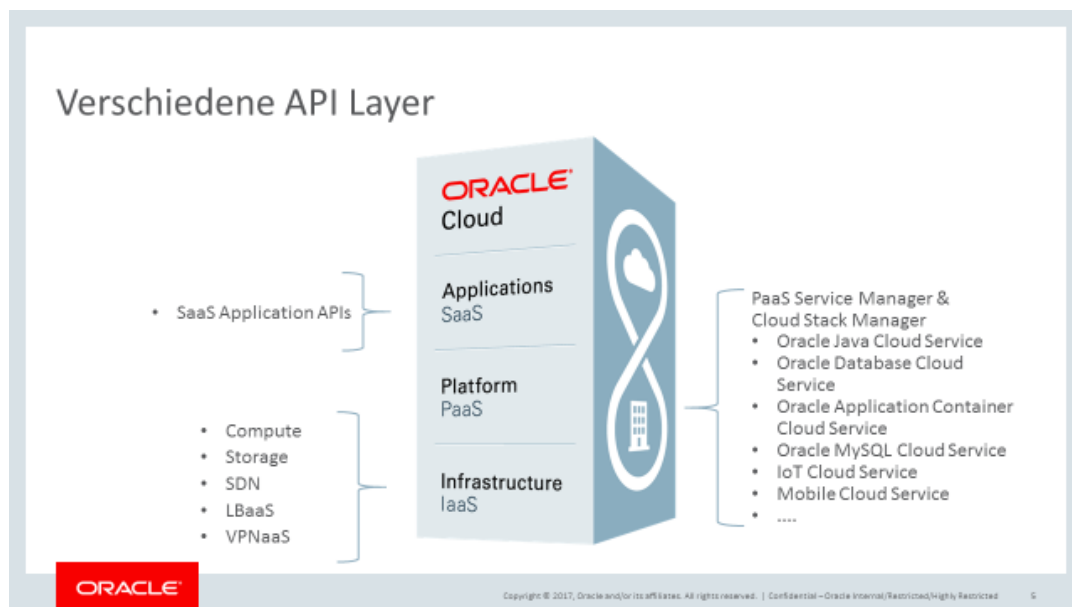 Verschiedene API Layer
ORACLE
Cloud
Applications
SaaS
Platform
PaaS
Infrastructure
IaaS
• SaaS Application APIs
• Compute
• Storage
• SDN
• LBaaS
• VPNaaS
PaaS Service Manager &
Cloud Stack Manager
• Oracle Java Cloud Service
• Oracle Database Cloud
Service
• Oracle Application Container
Cloud Service
• Oracle MySQL Cloud Service
• IoT Cloud Service
• Mobile Cloud Service
• ....
ORACLE
Copyright © 2017, Oracle and/or its affiliates. All rights reserved. | Confidential – Oracle Internal/Restricted/Highly Restricted 5